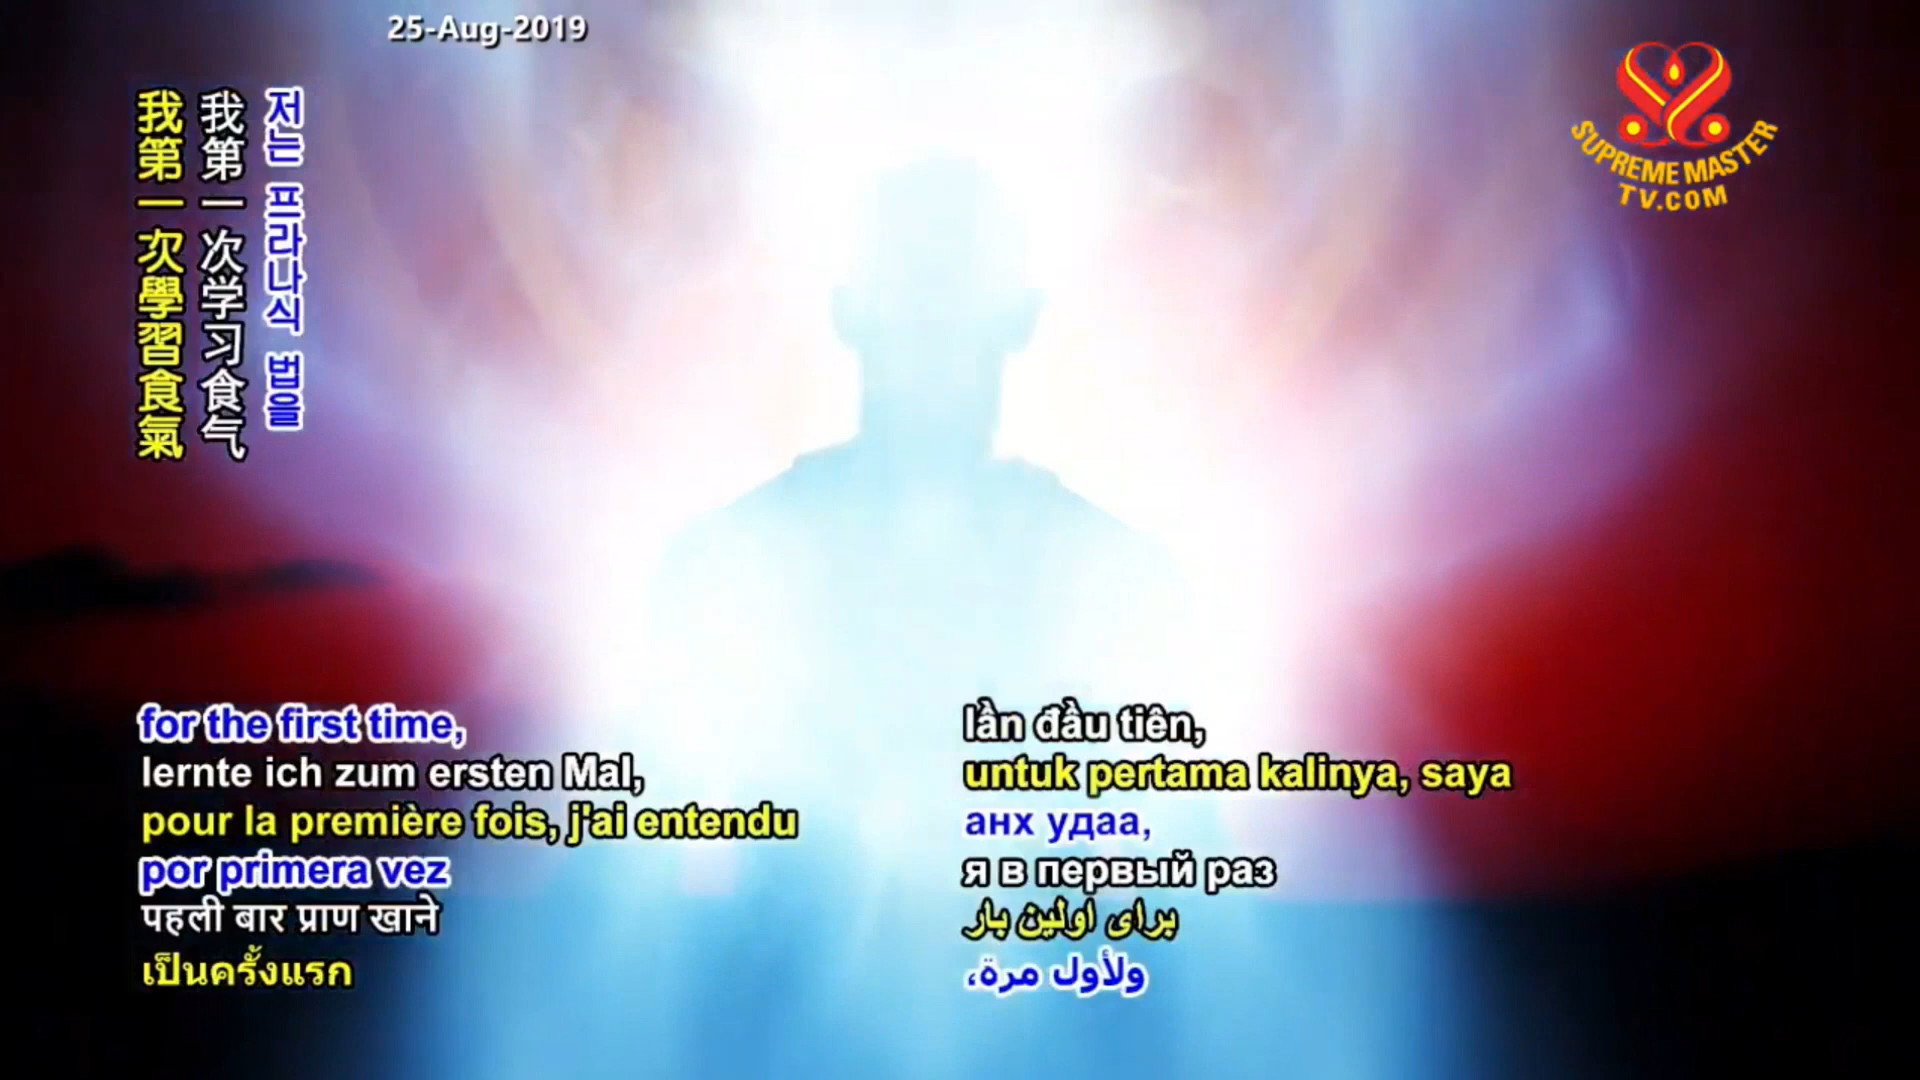 25-Aug-2019
SUPREME MASTER
TV.COM
저는 프라나식 법을
我第一次学习食气
我第一次學習食氣
for the first time,
lernte ich zum ersten Mal,
pour la première fois, j'ai entendu
por primera vez
पहली बार प्राण खाने
เป็นครั้งแรก
lần đầu tiên,
untuk pertama kalinya, saya
анх удаа,
я в первый раз
برای اولین بار
ولأول مرة،